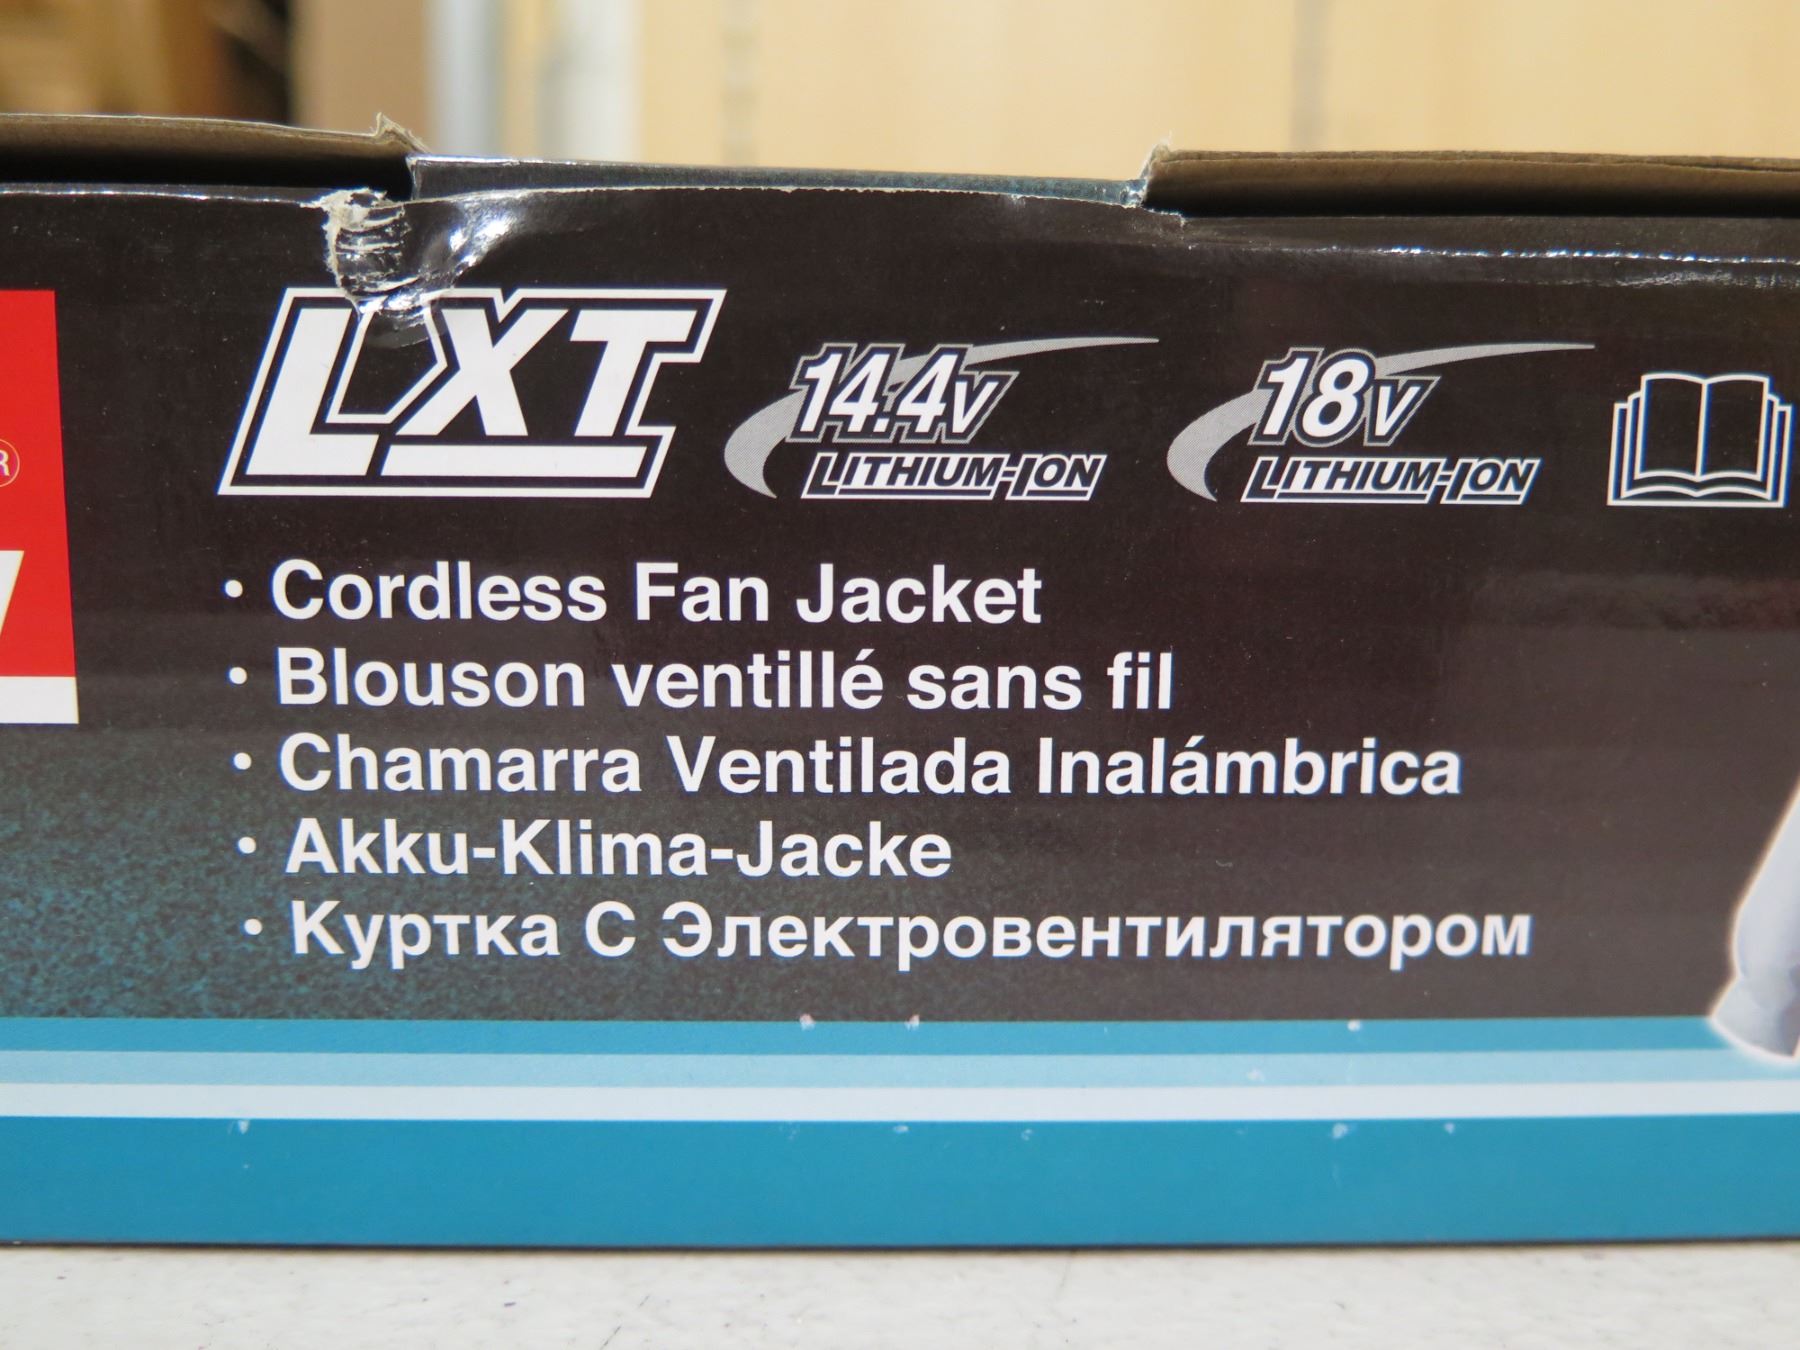 LXT
14.4V LITHIUM-ION
18V LITHIUM-ION
®
• Cordless Fan Jacket
• Blouson ventillé sans fil
• Chamarra Ventilada Inalámbrica
• Akku-Klima-Jacke
• Куртка С Электровентилятором